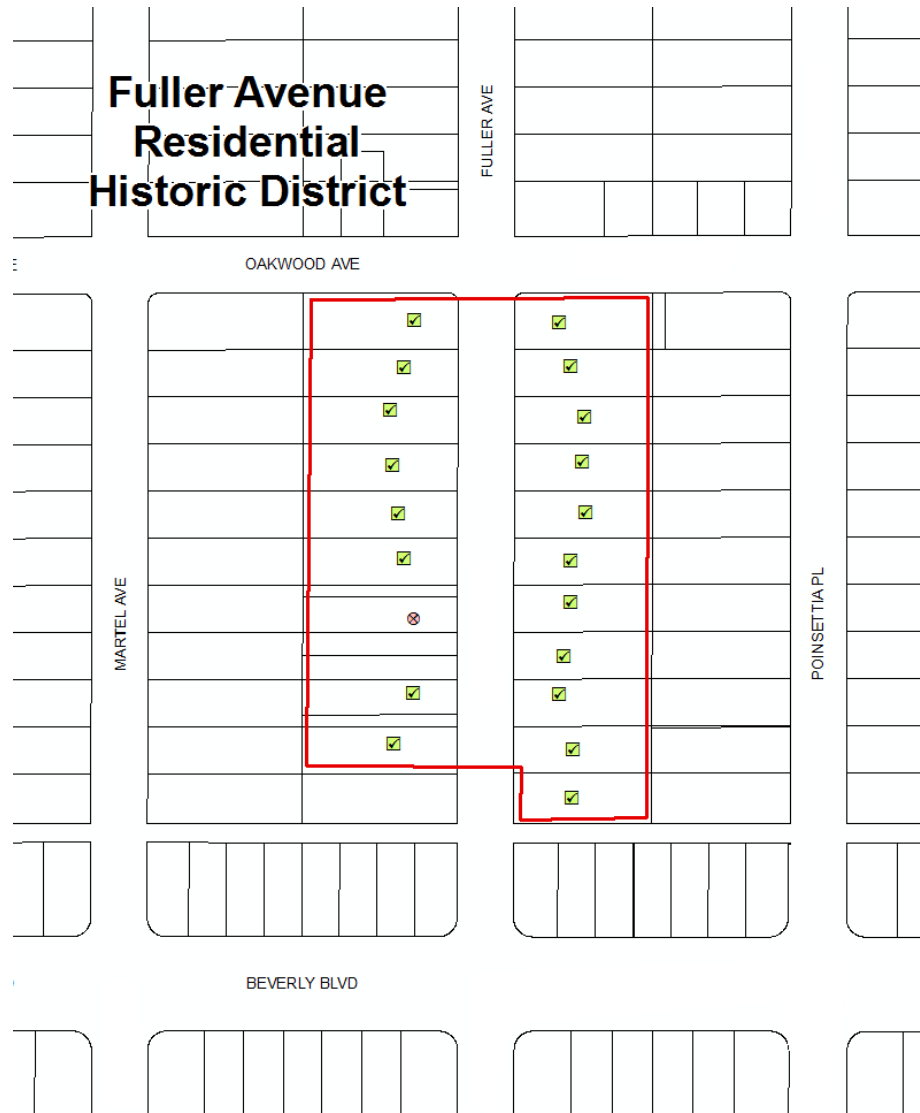 Fuller Avenue
Residential
Historic District
FULLER AVE
OAKWOOD AVE
MARTEL AVE
POINSETTIA PL
BEVERLY BLVD